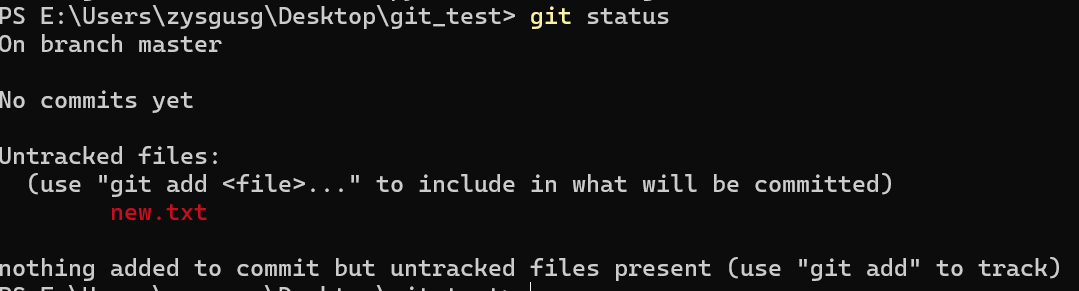 PS E:\Users\zysgusg\Desktop\git_test> git status
On branch master
No commits yet
Untracked files:
(use "git add <file>..." to include in what will be committed)
new.txt
nothing added to commit but untracked files present (use "git add" to track)